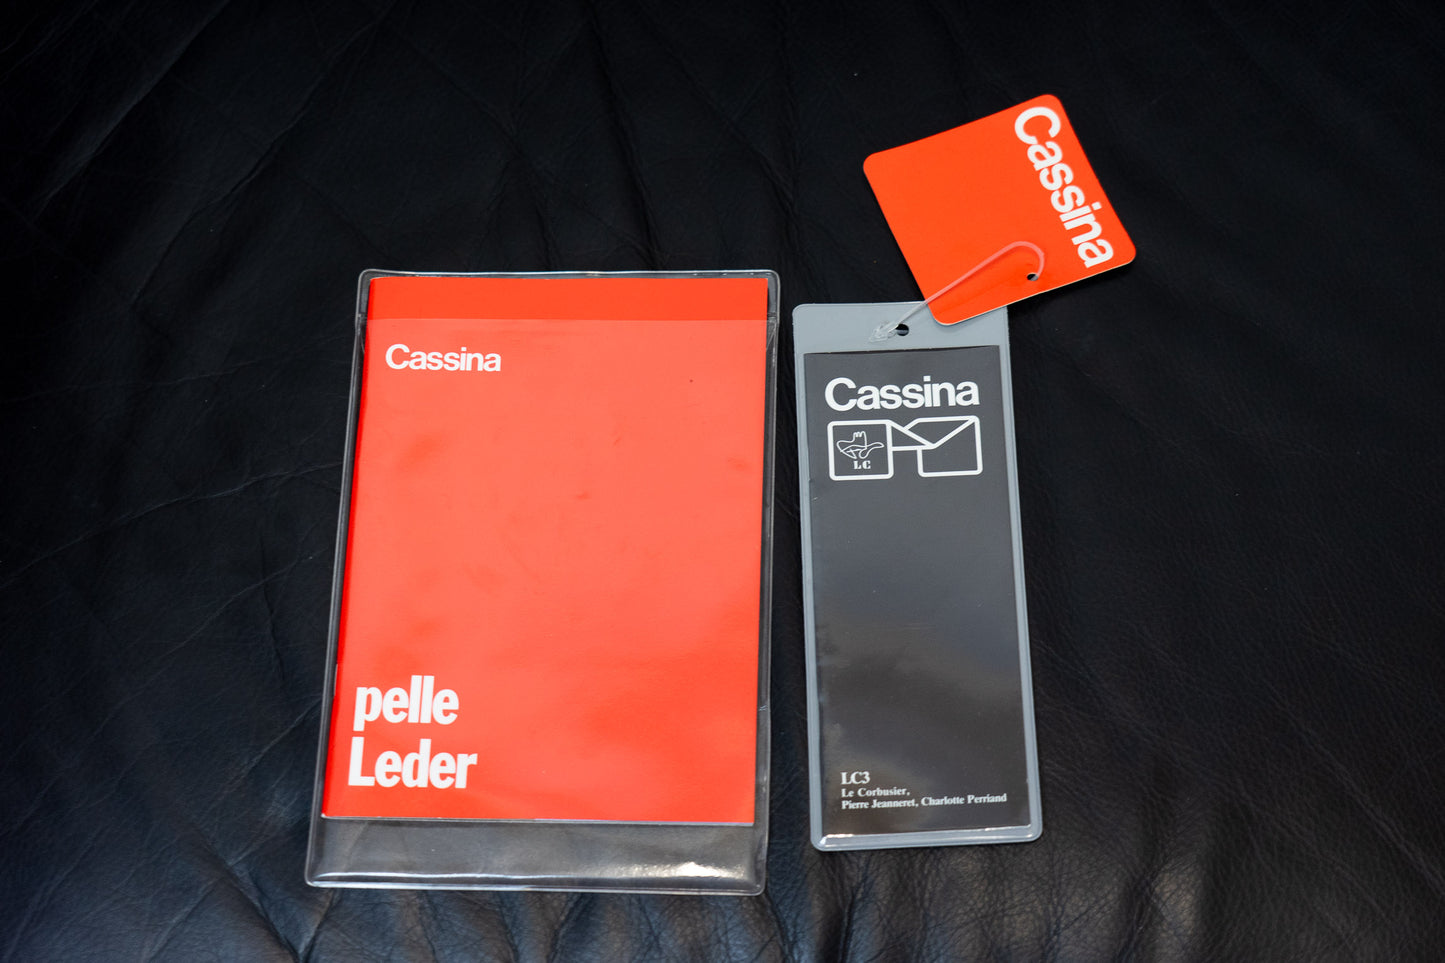 Cassina
pelle
Leder
Cassina
Cassina
LC
LC3
Le Corbusier,
Pierre Jeanneret, Charlotte Perriand